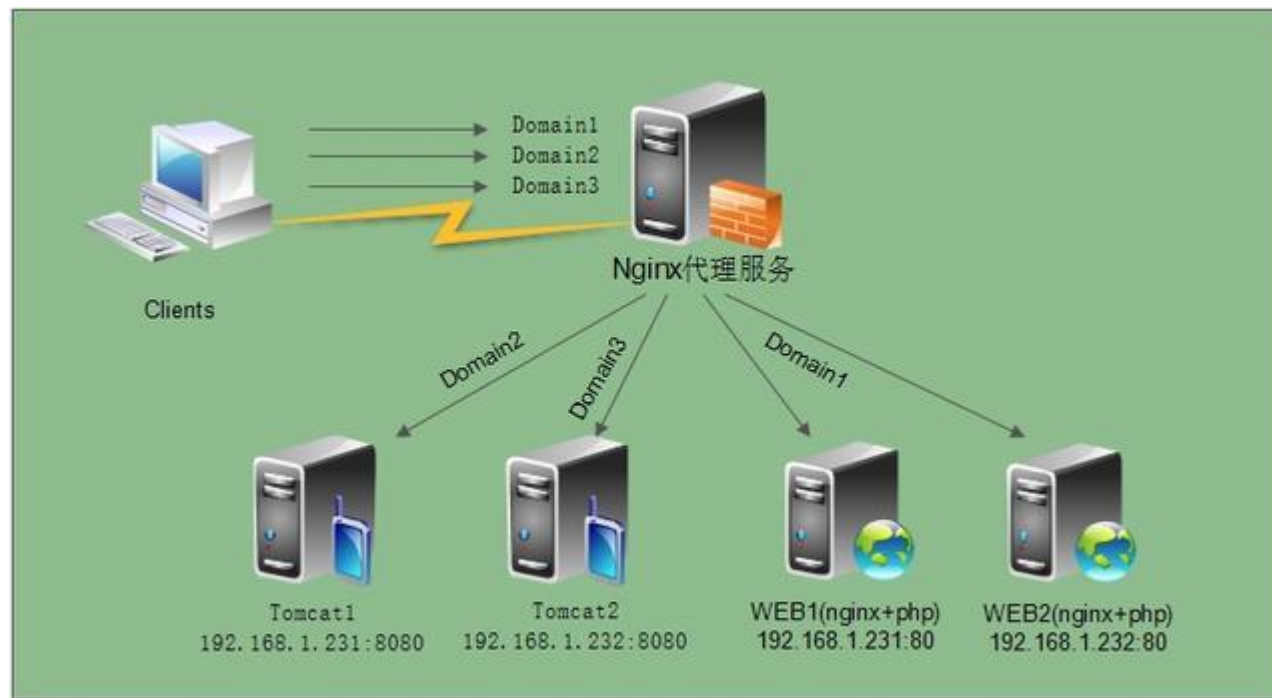 Domain1
Domain2
Domain3
Nginx代理服务
Clients
Domain2
Domain3
Domain1
Tomcat1
192.168.1.231:8080
Tomcat2
192.168.1.232:8080
WEB1(nginx+php)
192.168.1.231:80
WEB2(nginx+php)
192.168.1.232:80